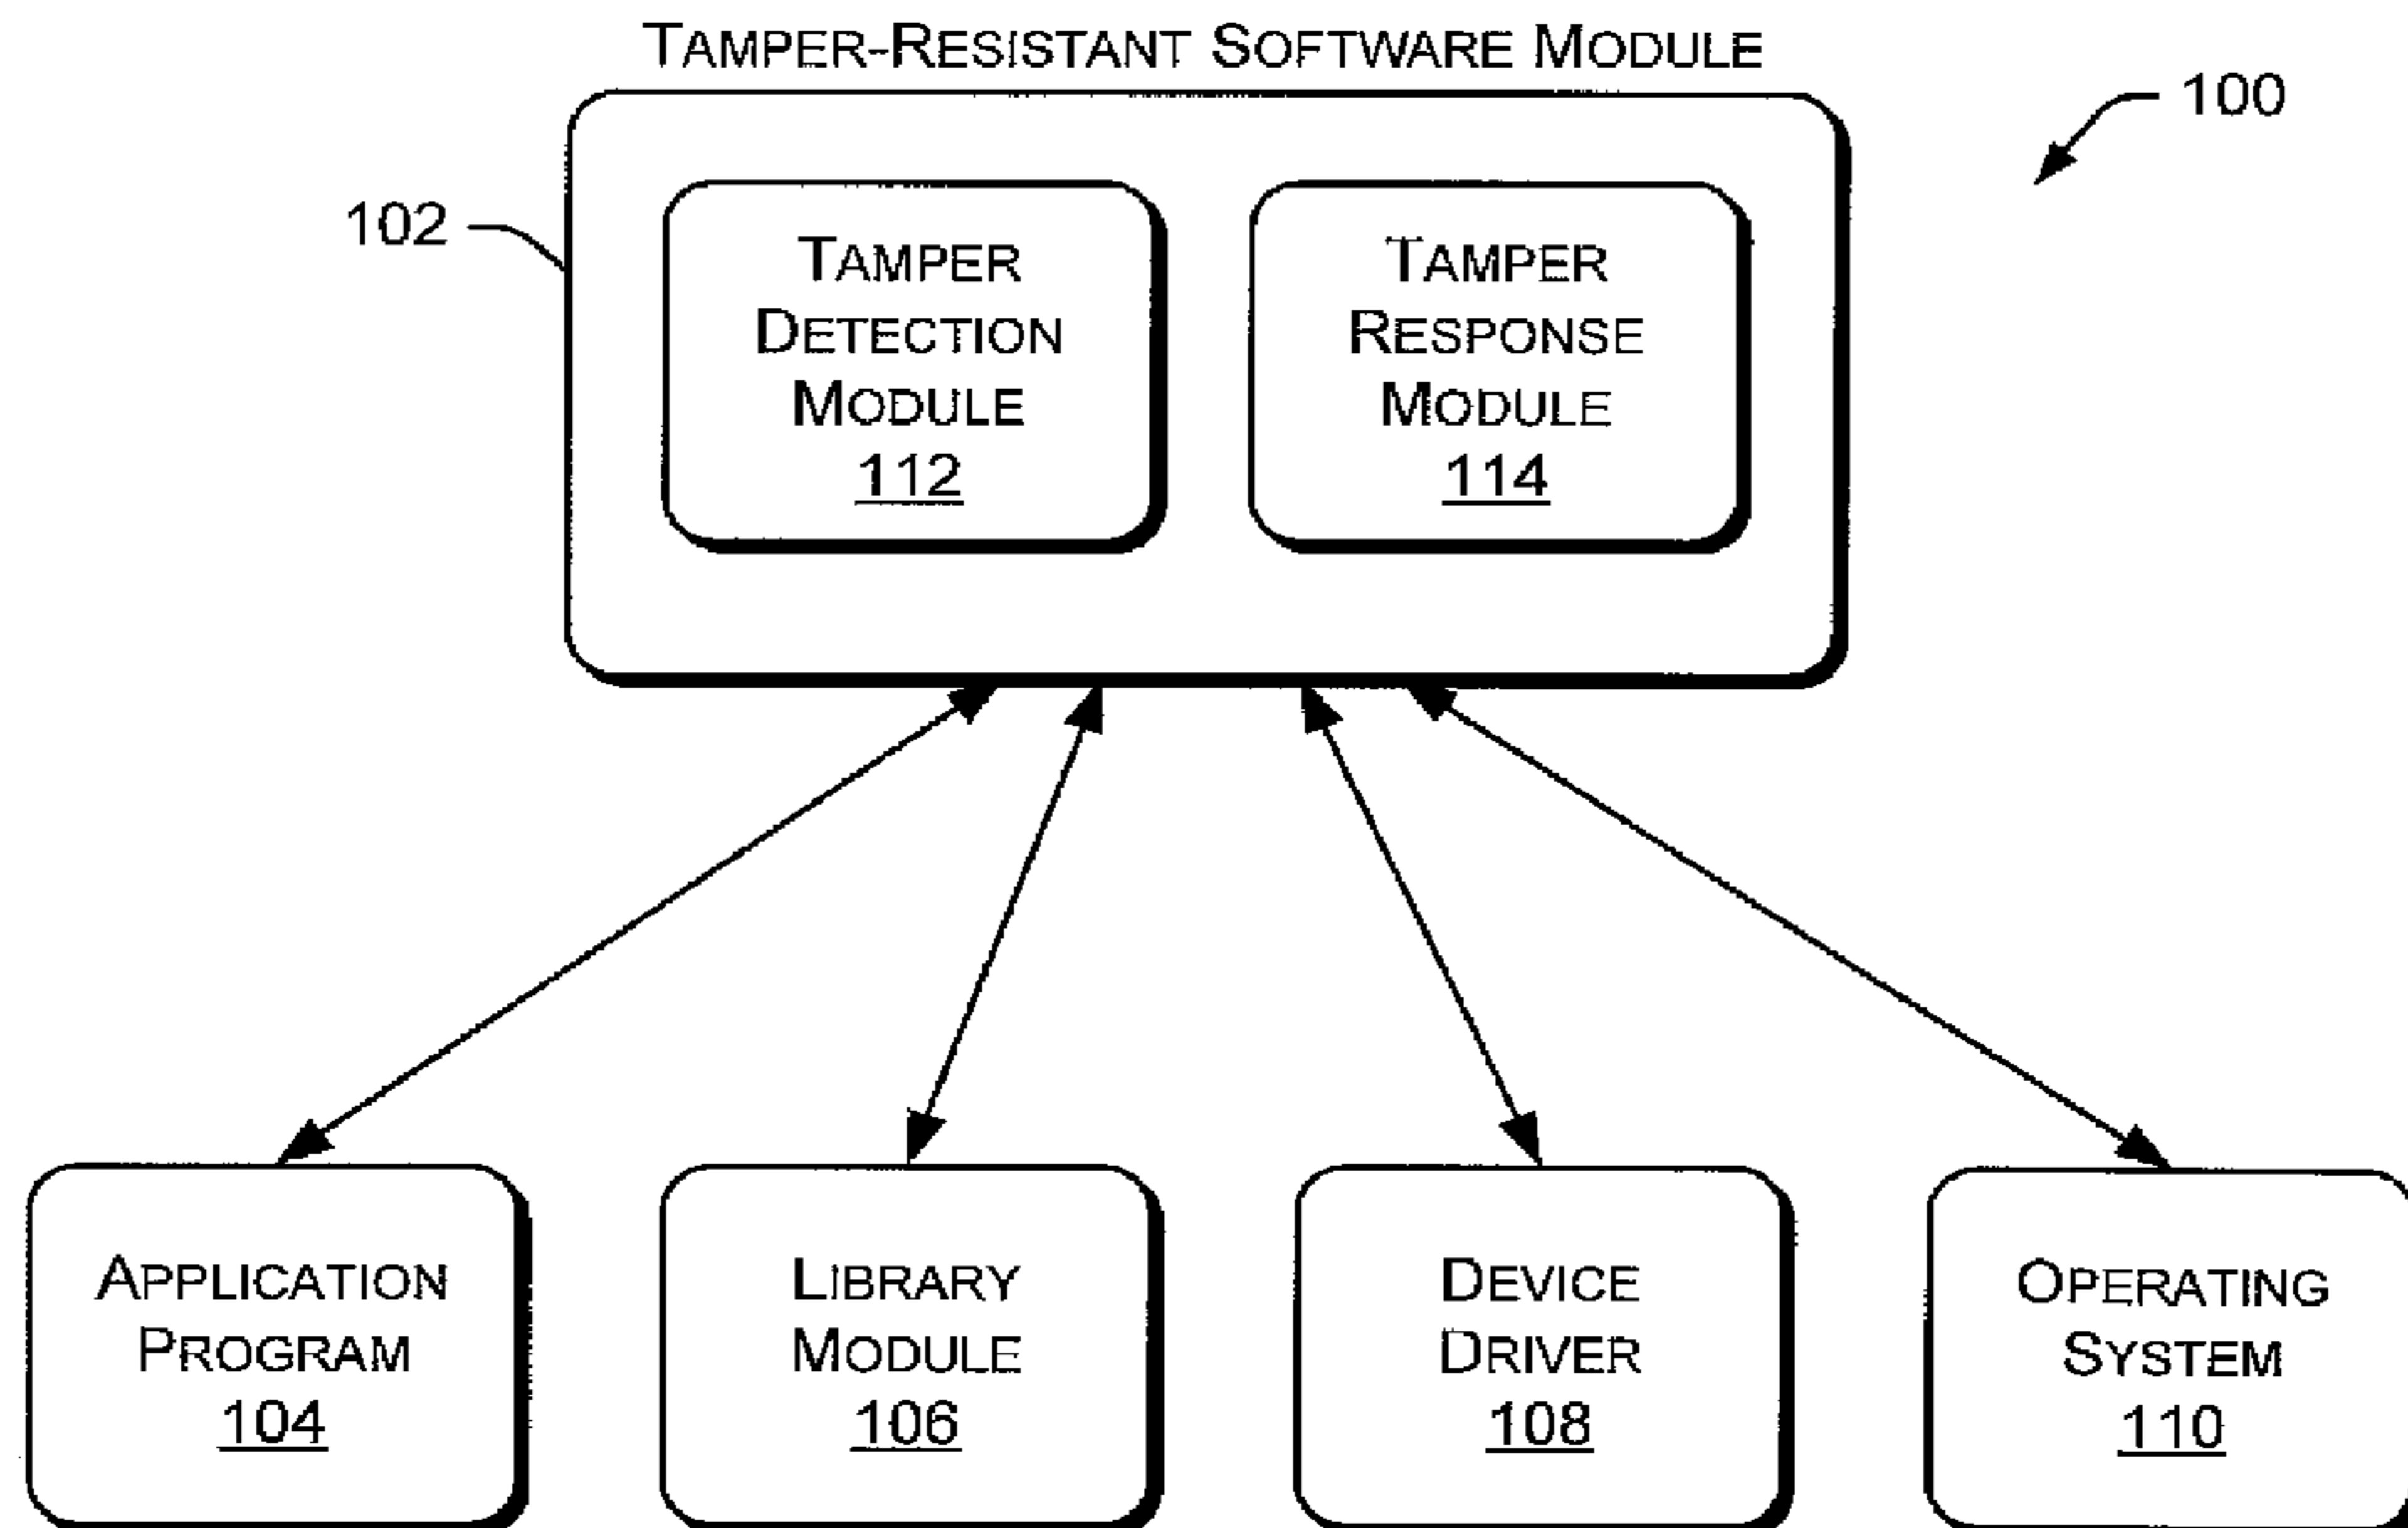 TAMPER-RESISTANT SOFTWARE MODULE
100
102
TAMPER
DETECTION
MODULE
112
TAMPER
RESPONSE
MODULE
114
APPLICATION
PROGRAM
104
LIBRARY
MODULE
106
DEVICE
DRIVER
108
OPERATING
SYSTEM
110